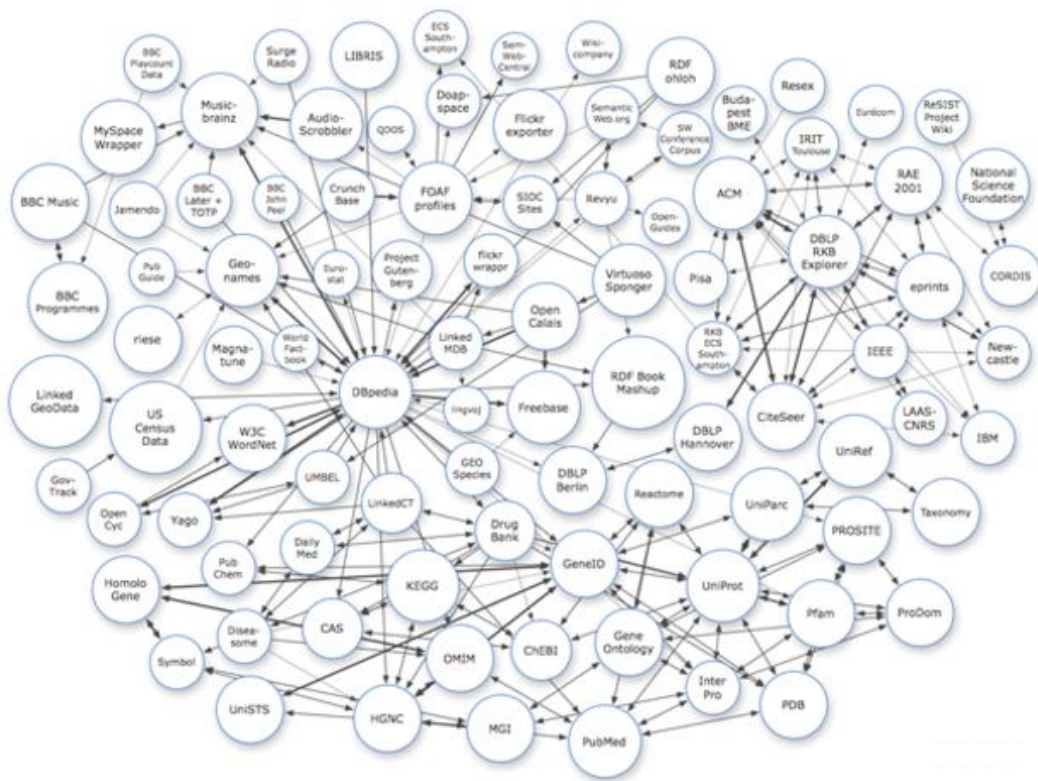 BBC
Playcount
Data
Surge
Radio
LIBRIS
ECS
South-
ampton
Sem-
Web-
Central
Wiki-
company
RDF
ohloh
Resex
Music-
brainz
Audio-
Scrobbler
Doap-
space
Flickr
exporter
Semantic
Web.org
Buda-
pest
BME
Eurécom
ReSIST
Project
Wiki
MySpace
Wrapper
QDOS
SW
Conference
Corpus
IRIT
Toulouse
RAE
2001
National
Science
Foundation
BBC Music
Jamendo
BBC
Later +
TOTP
BBC
John
Peel
Crunch
Base
FOAF
profiles
SIOC
Sites
Revyu
Open-
Guides
ACM
DBLP
RKB
Explorer
Pub
Guide
Geo-
names
Euro-
stat
Project
Guten-
berg
flickr
wrappr
Virtuoso
Sponger
Pisa
eprints
CORDIS
BBC
Programmes
riese
Magna-
tune
World
Fact-
book
Linked
MDB
Open
Calais
RKB
ECS
South-
ampton
IEEE
New-
castle
Linked
GeoData
US
Census
Data
W3C
WordNet
DBpedia
lingvoj
Freebase
RDF Book
Mashup
DBLP
Hannover
CiteSeer
LAAS-
CNRS
IBM
Gov-
Track
UMBEL
GEO
Species
DBLP
Berlin
Reactome
UniRef
Open
Cyc
Yago
LinkedCT
Drug
Bank
UniParc
Taxonomy
Daily
Med
Pub
Chem
PROSITE
Homolo
Gene
KEGG
GeneID
UniProt
Pfam
ProDom
Disea-
some
CAS
Symbol
OMIM
ChEBI
Gene
Ontology
Inter
Pro
UniSTS
HGNC
MGI
PubMed
PDB